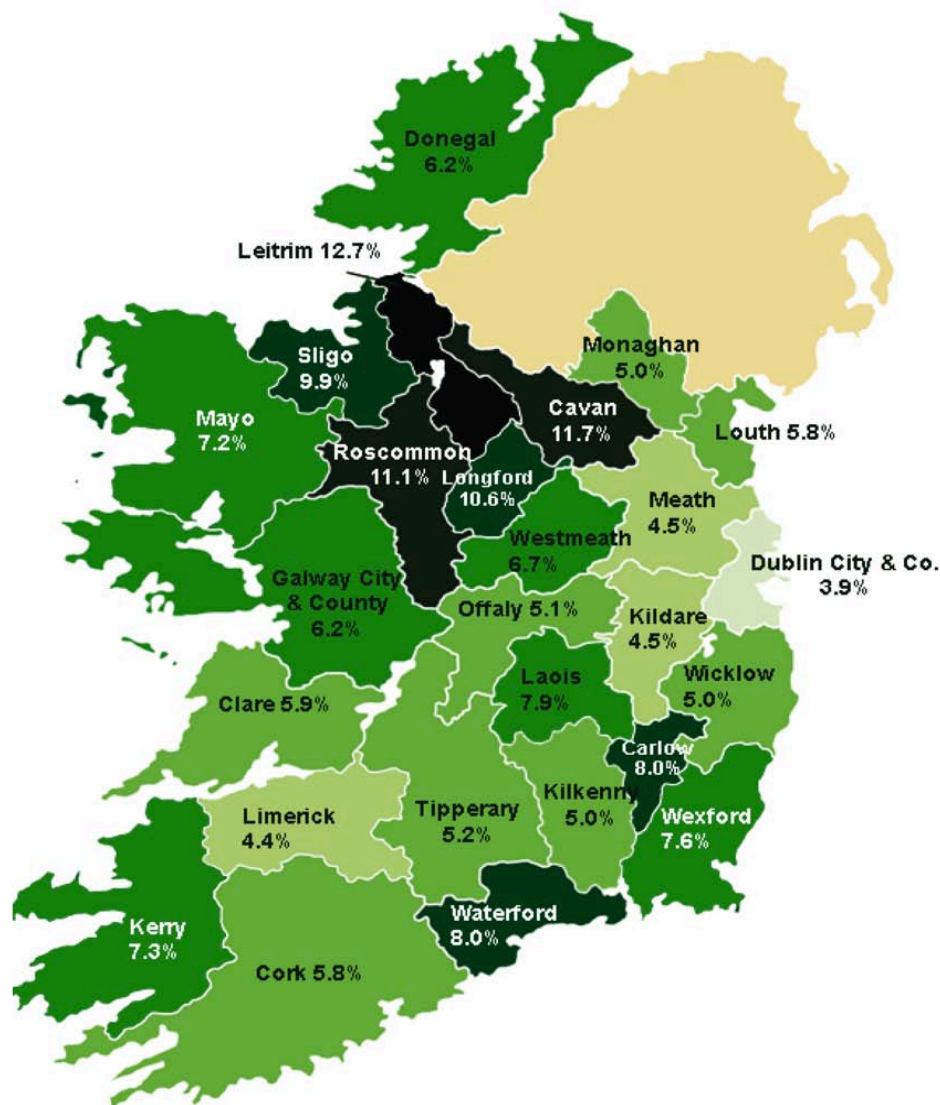 Donegal
6.2%
Leitrim 12.7%
Monaghan
5.0%
Sligo
9.9%
Cavan
11.7%
Mayo
7.2%
Louth 5.8%
Roscommon
11.1%
Longford
10.6%
Meath
4.5%
Westmeath
6.7%
Dublin City & Co.
3.9%
Galway City
& County
6.2%
Offaly 5.1%
Kildare
4.5%
Laois
7.9%
Wicklow
5.0%
Clare 5.9%
Carlow
8.0%
Limerick
4.4%
Tipperary
5.2%
Kilkenny
5.0%
Wexford
7.6%
Waterford
8.0%
Kerry
7.3%
Cork 5.8%